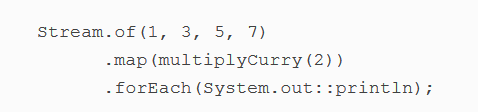 Stream.of(1, 3, 5, 7)
.map(multiplyCurry(2))
.forEach(System.out::println);